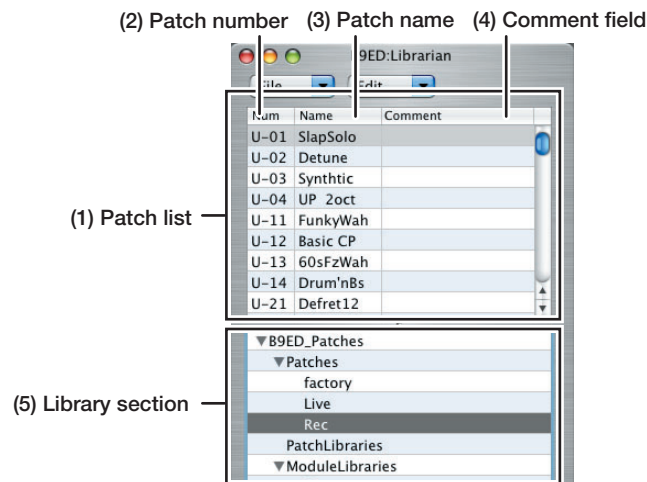 (2) Patch number (3) Patch name (4) Comment field
B9ED:Librarian
File Edit
Num Name Comment
U-01 SlapSolo
U-02 Detune
U-03 Synthtic
U-04 UP 2oct
(1) Patch list
U-11 FunkyWah
U-12 Basic CP
U-13 60sFzWah
U-14 Drum'nBs
U-21 Defret12
▼B9ED_Patches
▼Patches
factory
(5) Library section
Live
Rec
PatchLibraries
▼ModuleLibraries